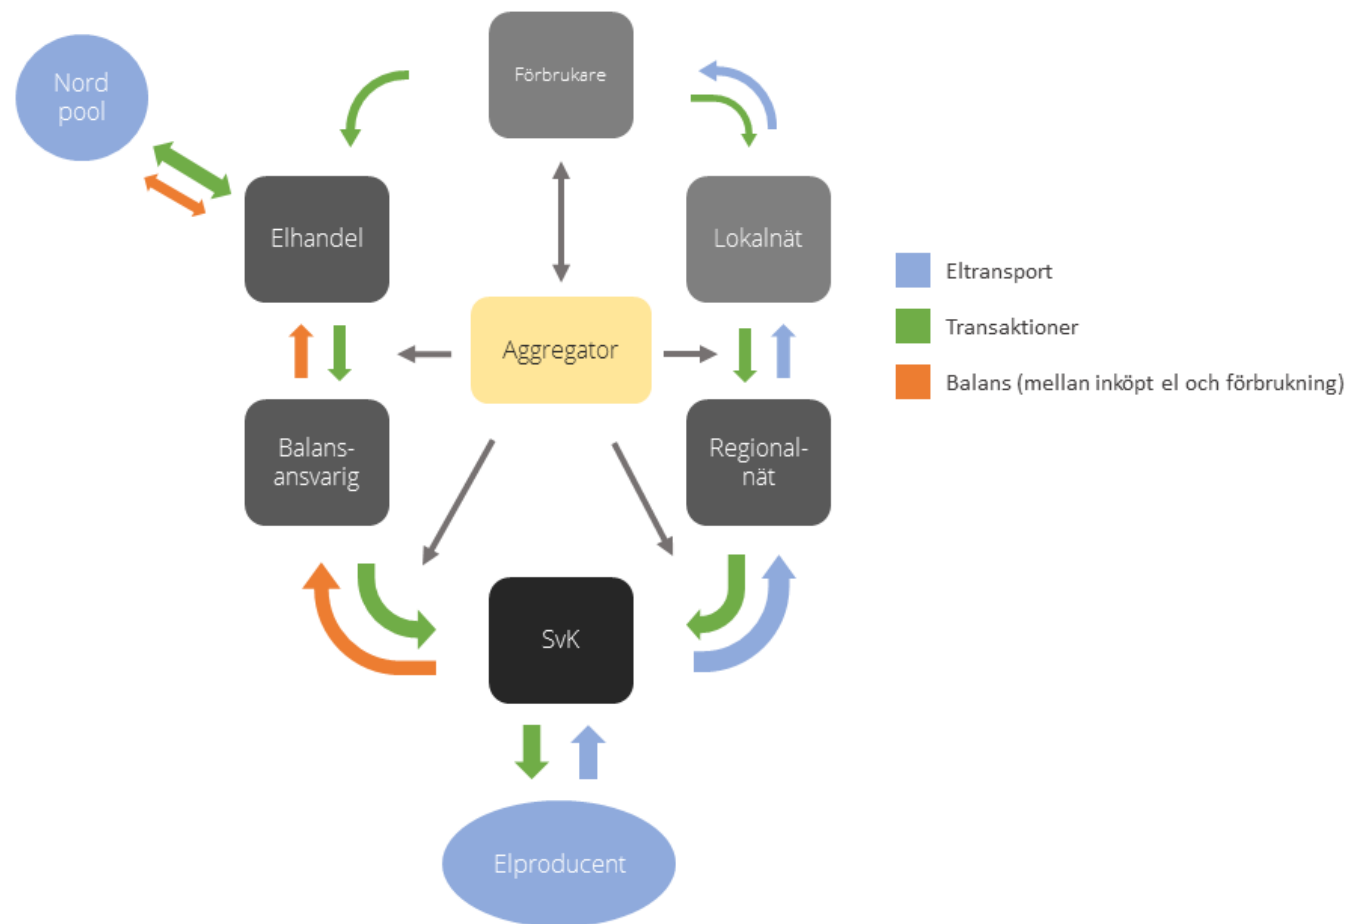 Nord
pool
Förbrukare
Elhandel
Lokalnät
Aggregator
Balans-
ansvarig
Regional-
nät
SvK
Elproducent
Eltransport
Transaktioner
Balans (mellan inköpt el och förbrukning)